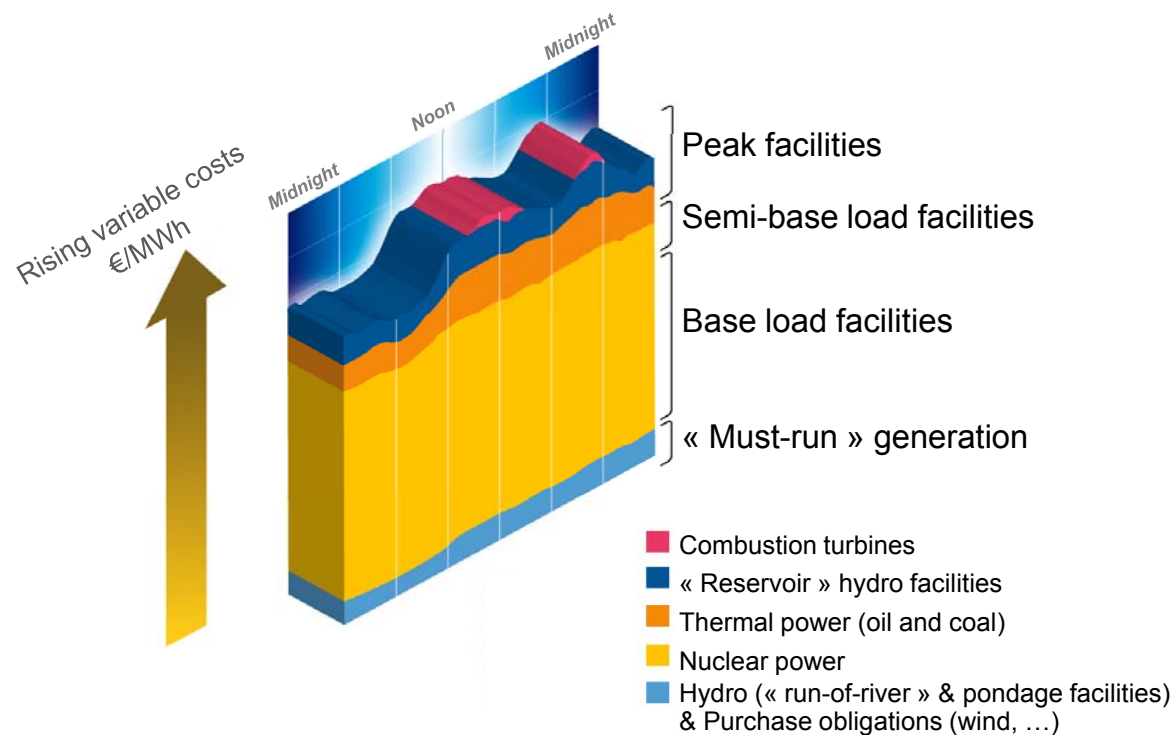 Midnight
Noon
Midnight
Rising variable costs
€/MWh
Peak facilities
Semi-base load facilities
Base load facilities
« Must-run » generation
Combustion turbines
« Reservoir » hydro facilities
Thermal power (oil and coal)
Nuclear power
Hydro (« run-of-river » & pondage facilities)
& Purchase obligations (wind, …)